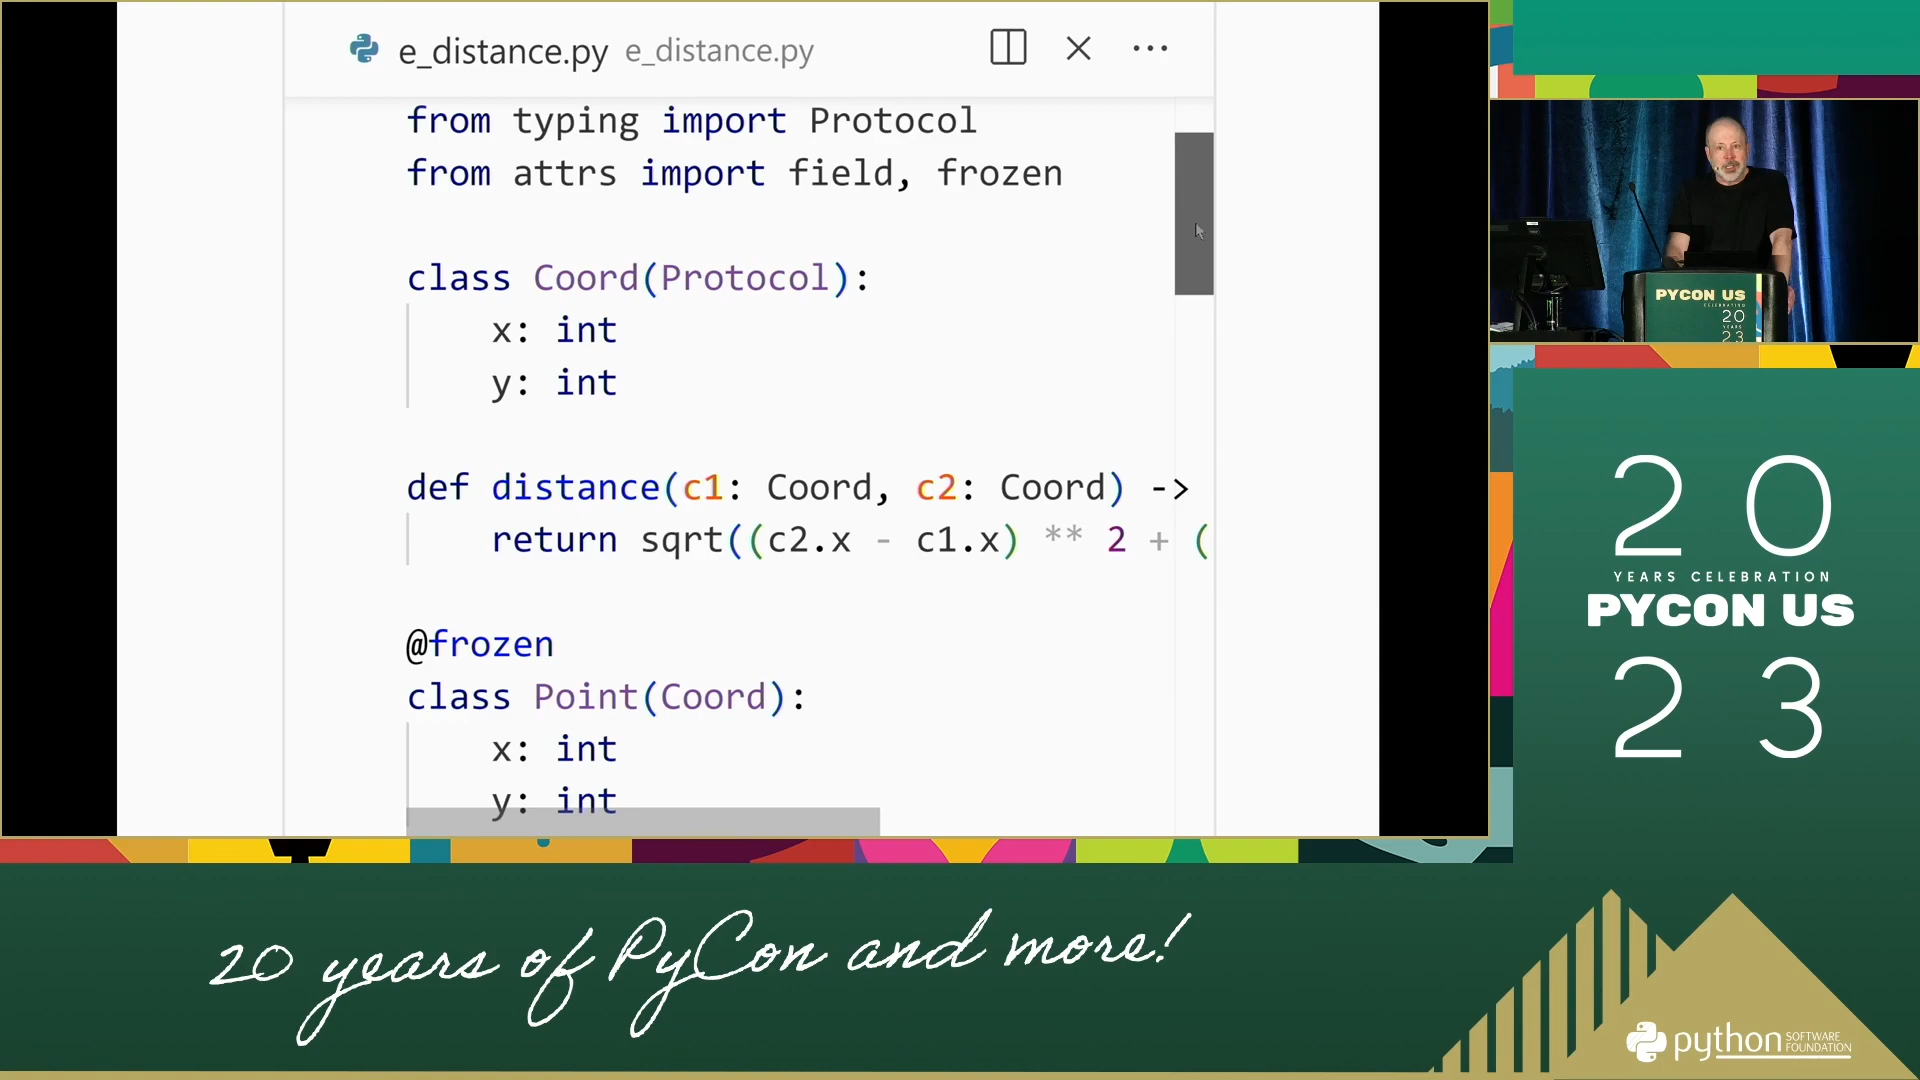 e_distance.py e_distance.py
from typing import Protocol
from attrs import field, frozen
class Coord(Protocol):
x: int
y: int
def distance(c1: Coord, c2: Coord) ->
return sqrt((c2.x - c1.x) ** 2 + (
@frozen
class Point(Coord):
x: int
y: int
PYCON US
CELEBRATING
20
YEARS
23
20
YEARS CELEBRATION
PYCON US
23
20 years of PyCon and more!
python SOFTWARE FOUNDATION